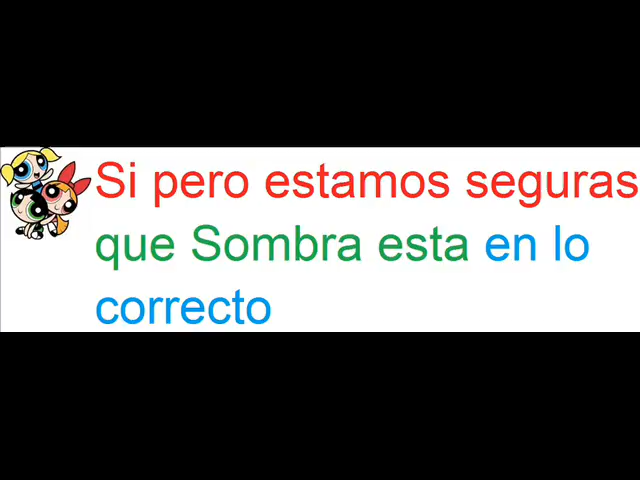 Si pero estamos seguras
que Sombra esta en lo
correcto